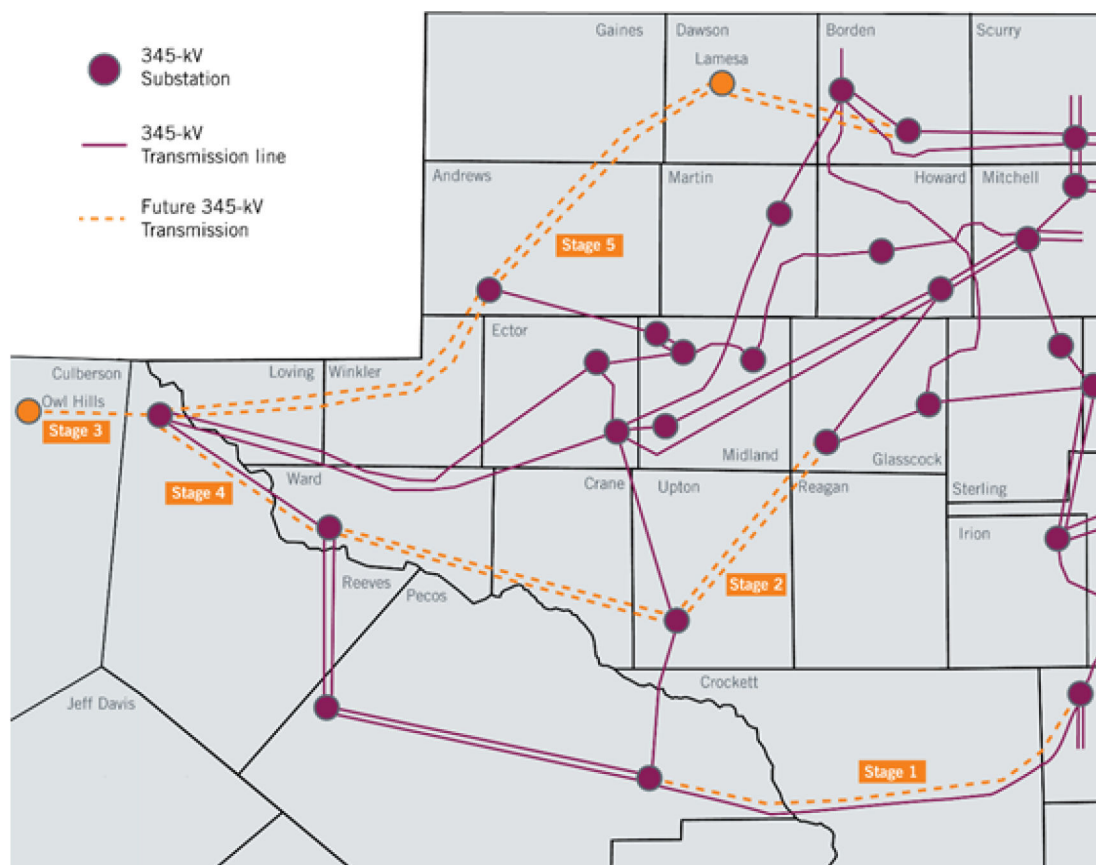 345-kV
Substation
345-kV
Transmission line
Future 345-kV
Transmission
Gaines
Dawson
Lamesa
Borden
Scurry
Andrews
Martin
Howard
Mitchell
Stage 5
Ector
Culberson
Loving
Winkler
Owl Hills
Stage 3
Midland
Glasscock
Ward
Crane
Upton
Reagan
Sterling
Stage 4
Irion
Reeves
Pecos
Stage 2
Crockett
Jeff Davis
Stage 1